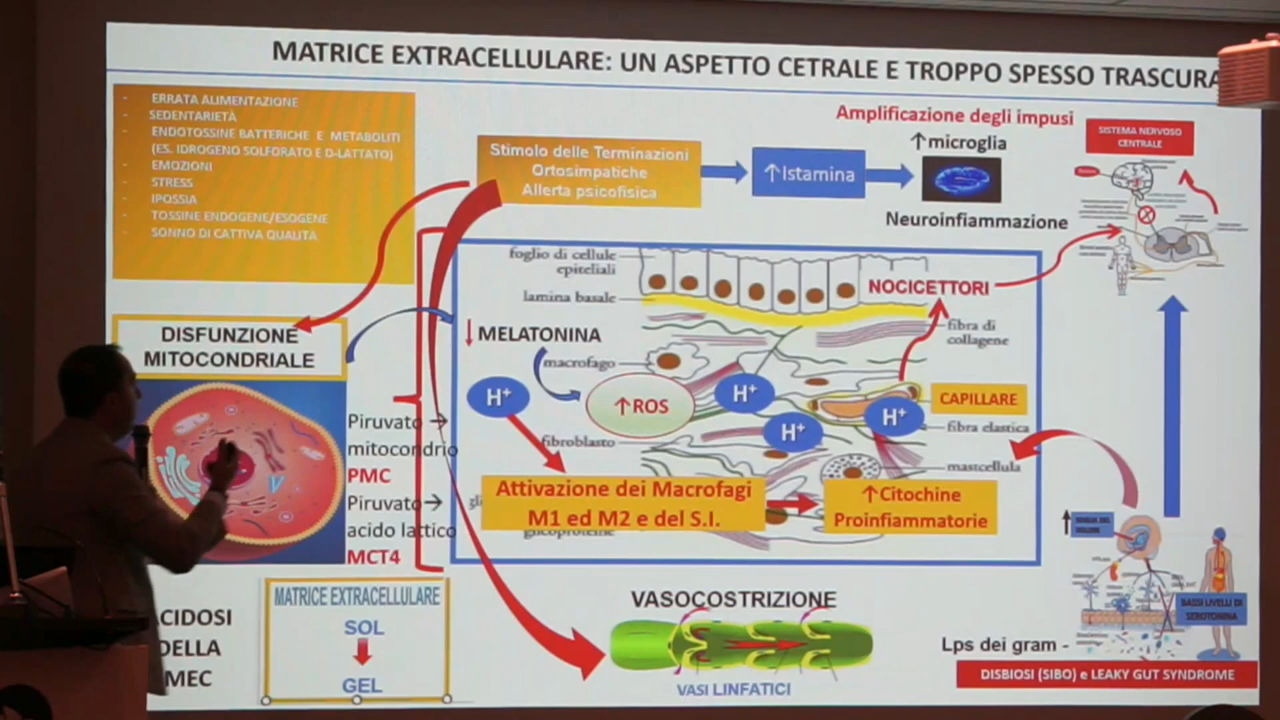 MATRICE EXTRACELLULARE: UN ASPETTO CETRALE E TROPPO SPESSO TRASCURA
- ERRATA ALIMENTAZIONE
- SEDENTARIETÀ
- ENDOTOSSINE BATTERICHE E METABOLITI
(ES. IDROGENO SOLFORATO E D-LATTATO)
- EMOZIONI
- STRESS
- IPOSSIA
- TOSSINE ENDOGENE/ESOGENE
- SONNO DI CATTIVA QUALITÀ
Stimolo delle Terminazioni
Ortosimpatiche
Allerta psicofisica
↑Istamina
Amplificazione degli impusi
↑microglia
Neuroinfiammazione
SISTEMA NERVOSO
CENTRALE
DISFUNZIONE
MITOCONDRIALE
Piruvato →
mitocondrio
PMC
Piruvato→
acido lattico
MCT4
foglio di cellule
epiteliali
lamina basale
NOCICETTORI
↓MELATONINA
macrofago
fibra di
collagene
H⁺
↑ROS
H⁺
H⁺
H⁺
CAPILLARE
fibra elastica
fibroblasto
mastcellula
Attivazione dei Macrofagi
M1 ed M2 e del S.I.
↑Citochine
Proinfiammatorie
glicoproteine
CIDOSI
DELLA
MEC
MATRICE EXTRACELLULARE
SOL
GEL
VASOCOSTRIZIONE
VASI LINFATICI
BASSI LIVELLI DI
SEROTONINA
Lps dei gram -
DISBIOSI (SIBO) e LEAKY GUT SYNDROME